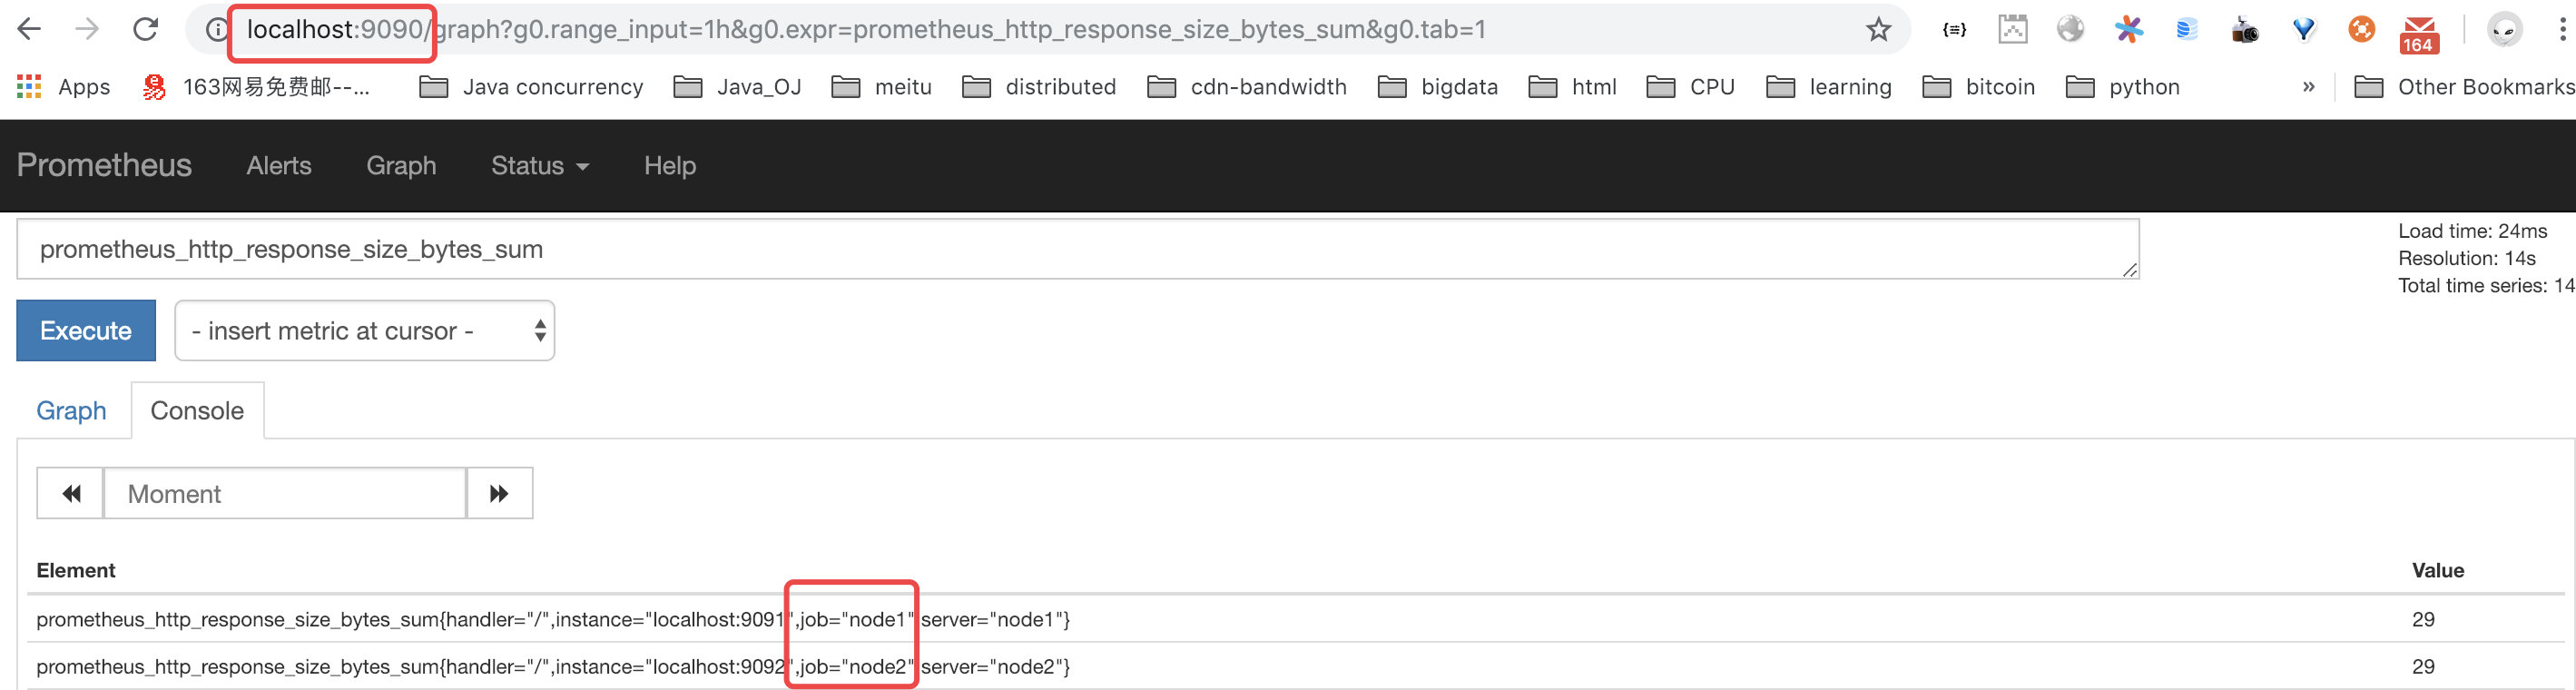 localhost:9090/graph?g0.range_input=1h&g0.expr=prometheus_http_response_size_bytes_sum&g0.tab=1
164
Apps 163网易免费邮--... Java concurrency Java_OJ meitu distributed cdn-bandwidth bigdata html CPU learning bitcoin python » Other Bookmarks
Prometheus Alerts Graph Status Help
prometheus_http_response_size_bytes_sum
Load time: 24ms
Resolution: 14s
Total time series: 14
Execute - insert metric at cursor -
Graph Console
Moment
Element Value
prometheus_http_response_size_bytes_sum{handler="/",instance="localhost:9091",job="node1" server="node1"} 29
prometheus_http_response_size_bytes_sum{handler="/",instance="localhost:9092",job="node2" server="node2"} 29